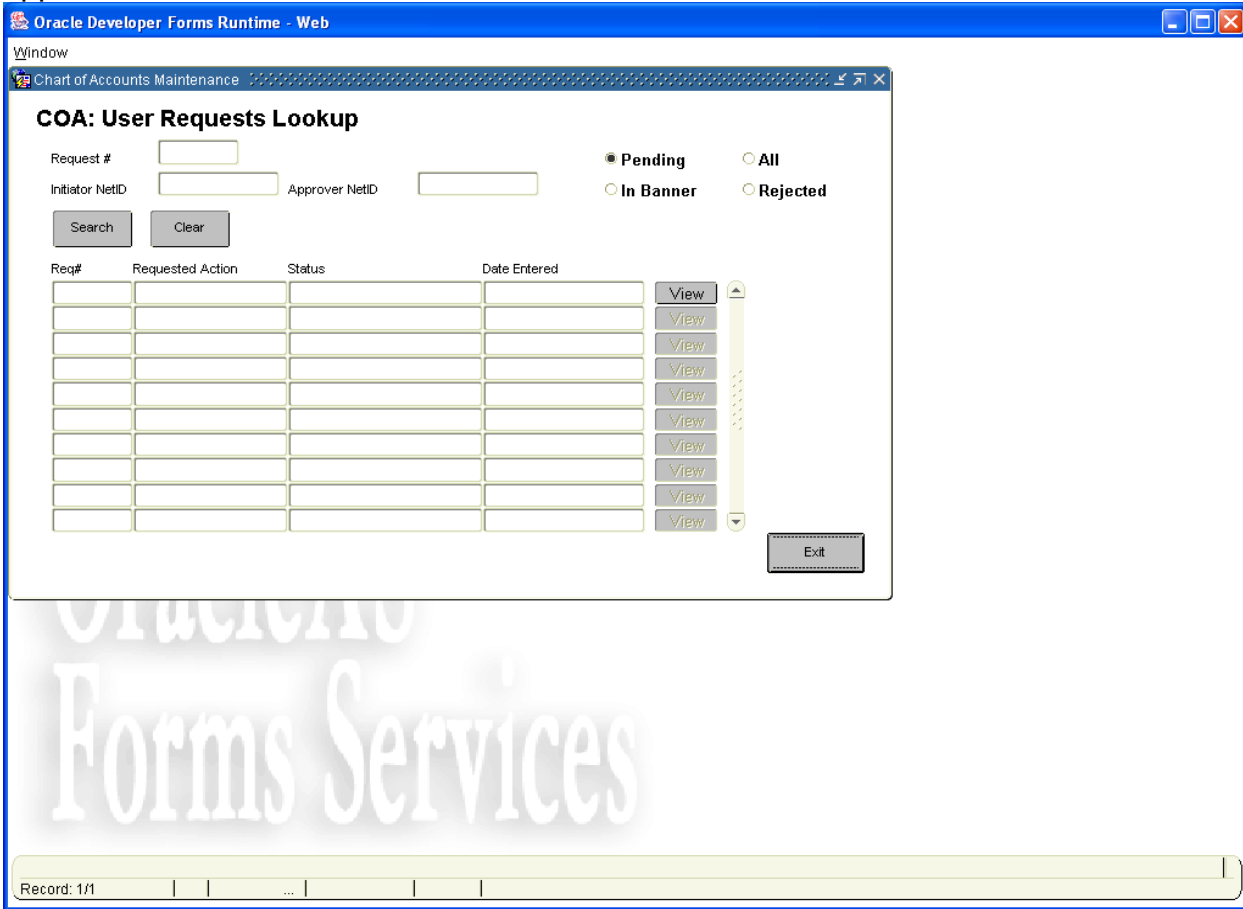 Oracle Developer Forms Runtime - Web
Window
Chart of Accounts Maintenance
COA: User Requests Lookup
Request #
Pending All
Initiator NetID Approver NetID In Banner Rejected
Search Clear
Req# Requested Action Status Date Entered
View
View
View
View
View
View
View
View
View
View
Exit
OracleAS
Forms Services
Record: 1/1 ...